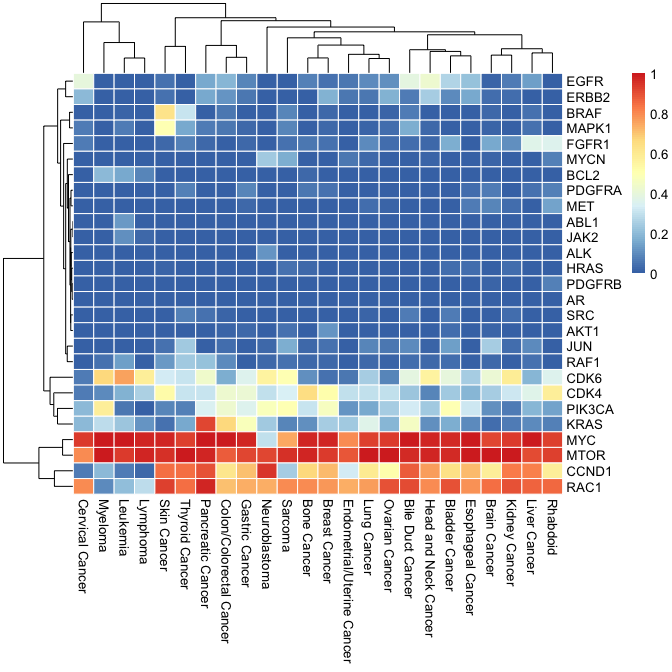 EGFR
ERBB2
BRAF
MAPK1
FGFR1
MYCN
BCL2
PDGFRA
MET
ABL1
JAK2
ALK
HRAS
PDGFRB
AR
SRC
AKT1
JUN
RAF1
CDK6
CDK4
PIK3CA
KRAS
MYC
MTOR
CCND1
RAC1
1
0.8
0.6
0.4
0.2
0
Cervical Cancer
Myeloma
Leukemia
Lymphoma
Skin Cancer
Thyroid Cancer
Pancreatic Cancer
Colon/Colorectal Cancer
Gastric Cancer
Neuroblastoma
Sarcoma
Bone Cancer
Breast Cancer
Endometrial/Uterine Cancer
Lung Cancer
Ovarian Cancer
Bile Duct Cancer
Head and Neck Cancer
Bladder Cancer
Esophageal Cancer
Brain Cancer
Kidney Cancer
Liver Cancer
Rhabdoid